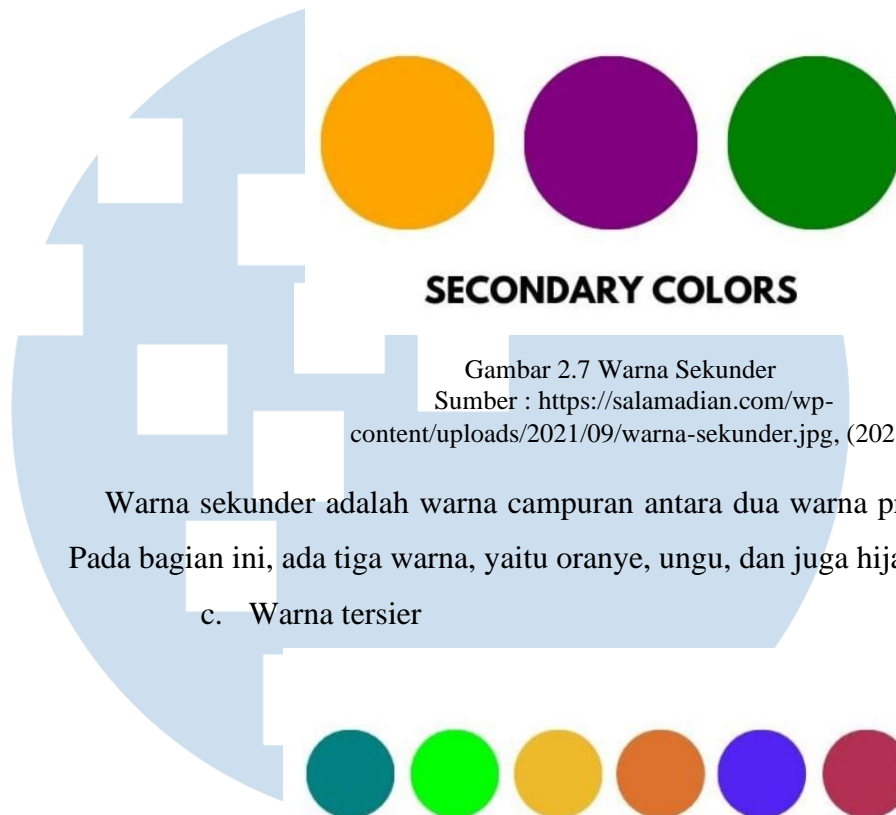 SECONDARY COLORS
Gambar 2.7 Warna Sekunder
Sumber : https://salamadian.com/wp-
content/uploads/2021/09/warna-sekunder.jpg, (202
Warna sekunder adalah warna campuran antara dua warna
Pada bagian ini, ada tiga warna, yaitu oranye, ungu, dan juga
c. Warna tersier